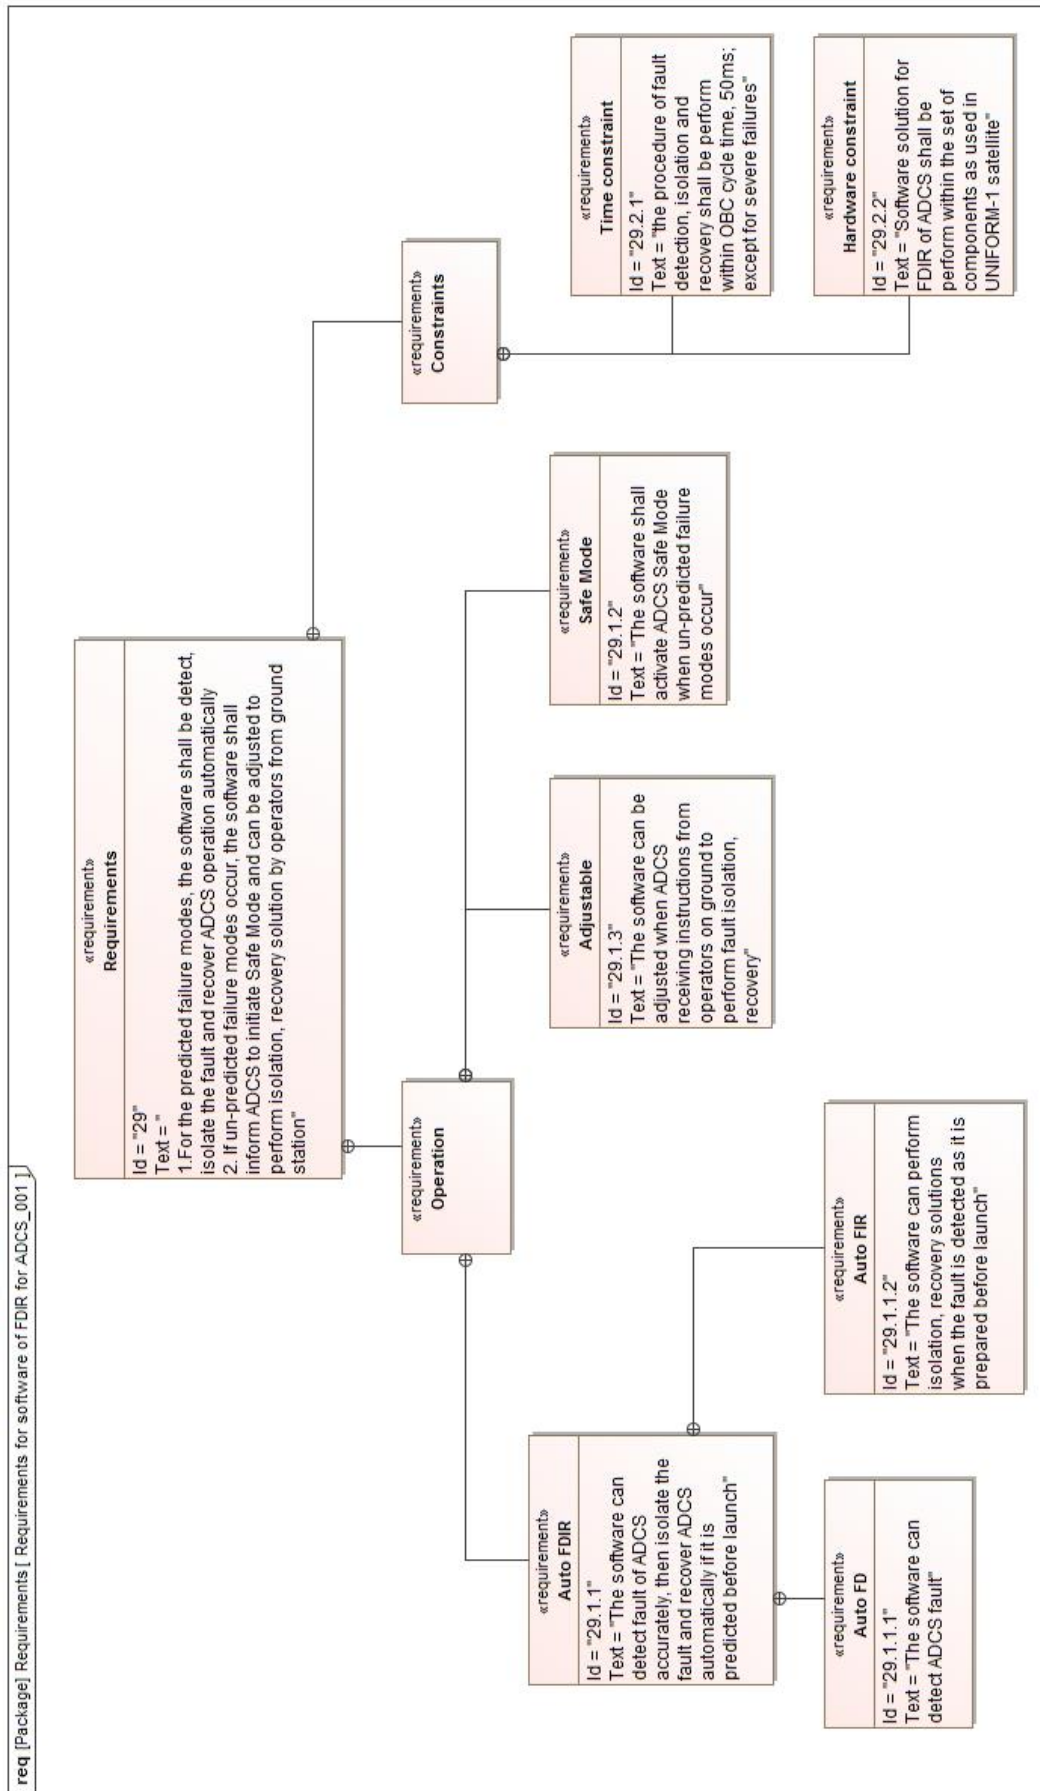 req [Package] Requirements [ Requirements for software of FDIR for ADCS_001 ]
«requirement»
Requirements
Id = "29"
Text = "
1.For the predicted failure modes, the software shall be detect,
isolate the fault and recover ADCS operation automatically
2. If un-predicted failure modes occur, the software shall
inform ADCS to initiate Safe Mode and can be adjusted to
perform isolation, recovery solution by operators from ground
station"
«requirement»
Operation
«requirement»
Constraints
«requirement»
Auto FDIR
Id = "29.1.1"
Text = "The software can
detect fault of ADCS
accurately, then isolate the
fault and recover ADCS
automatically if it is
predicted before launch"
«requirement»
Adjustable
Id = "29.1.3"
Text = "The software can be
adjusted when ADCS
receiving instructions from
operators on ground to
perform fault isolation,
recovery"
«requirement»
Safe Mode
Id = "29.1.2"
Text = "The software shall
activate ADCS Safe Mode
when un-predicted failure
modes occur"
«requirement»
Time constraint
Id = "29.2.1"
Text = "the procedure of fault
detection, isolation and
recovery shall be perform
within OBC cycle time, 50ms;
except for severe failures"
«requirement»
Auto FD
Id = "29.1.1.1"
Text = "The software can
detect ADCS fault"
«requirement»
Auto FIR
Id = "29.1.1.2"
Text = "The software can perform
isolation, recovery solutions
when the fault is detected as it is
prepared before launch"
«requirement»
Hardware constraint
Id = "29.2.2"
Text = "Software solution for
FDIR of ADCS shall be
perform within the set of
components as used in
UNIFORM-1 satellite"